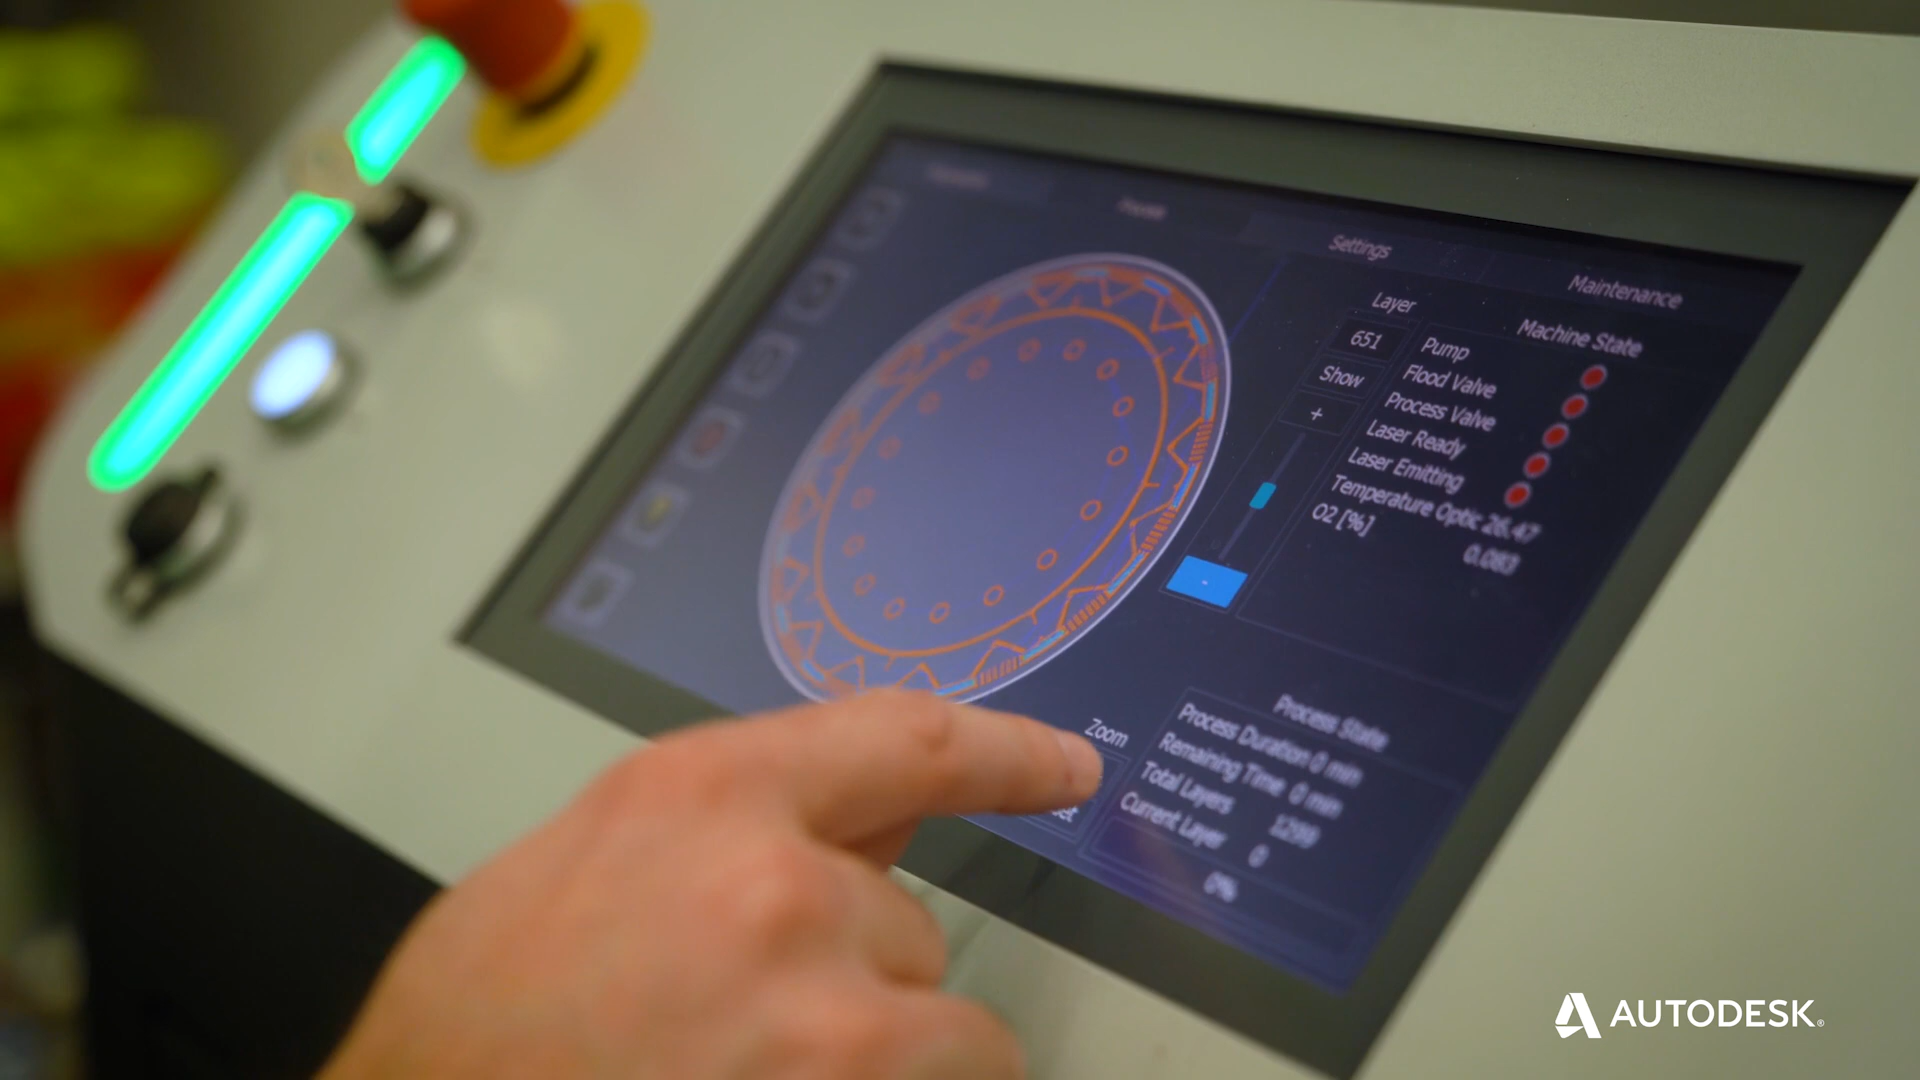 Settings
Maintenance
Layer
651
Show
+
-
Machine State
Pump
Flood Valve
Process Valve
Laser Ready
Laser Emitting
Temperature Optic 26.47
O2 [%] 0.083
Zoom
Process State
Process Duration 0 min
Remaining Time 0 min
Total Layers 1299
Current Layer 0
0%
AUTODESK®